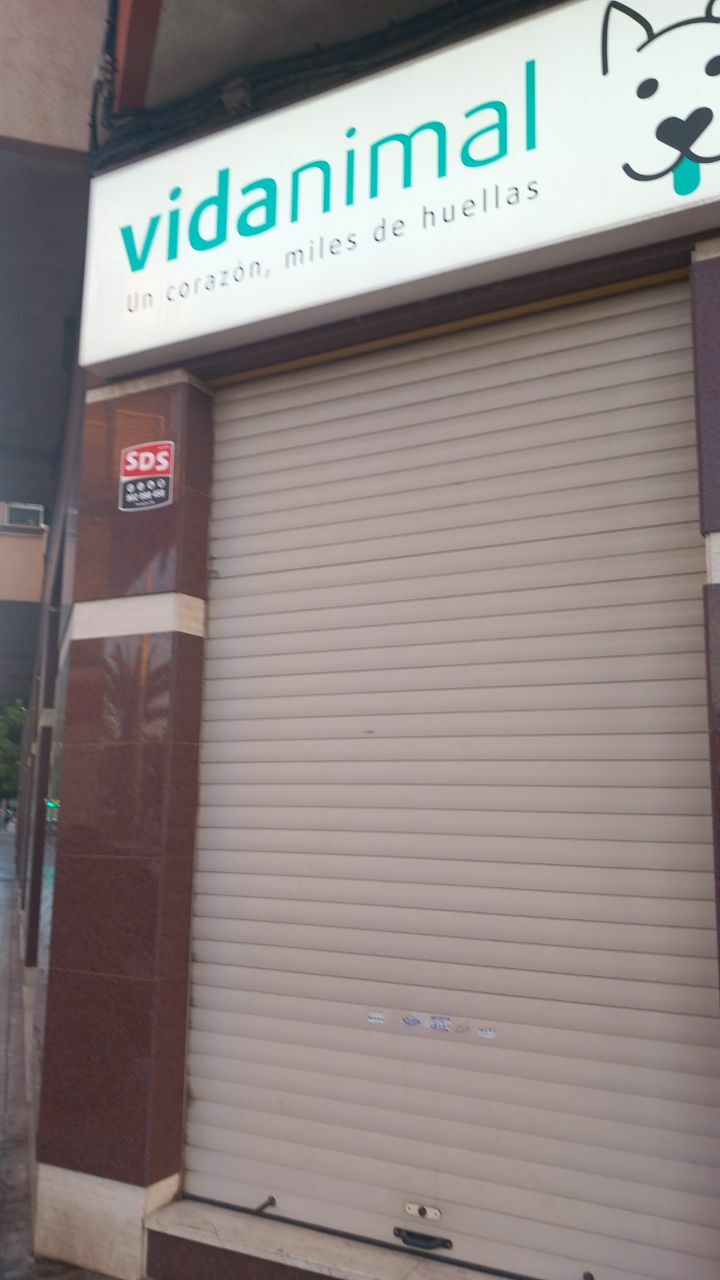 vidanimal
Un corazón, miles de huellas
SDS